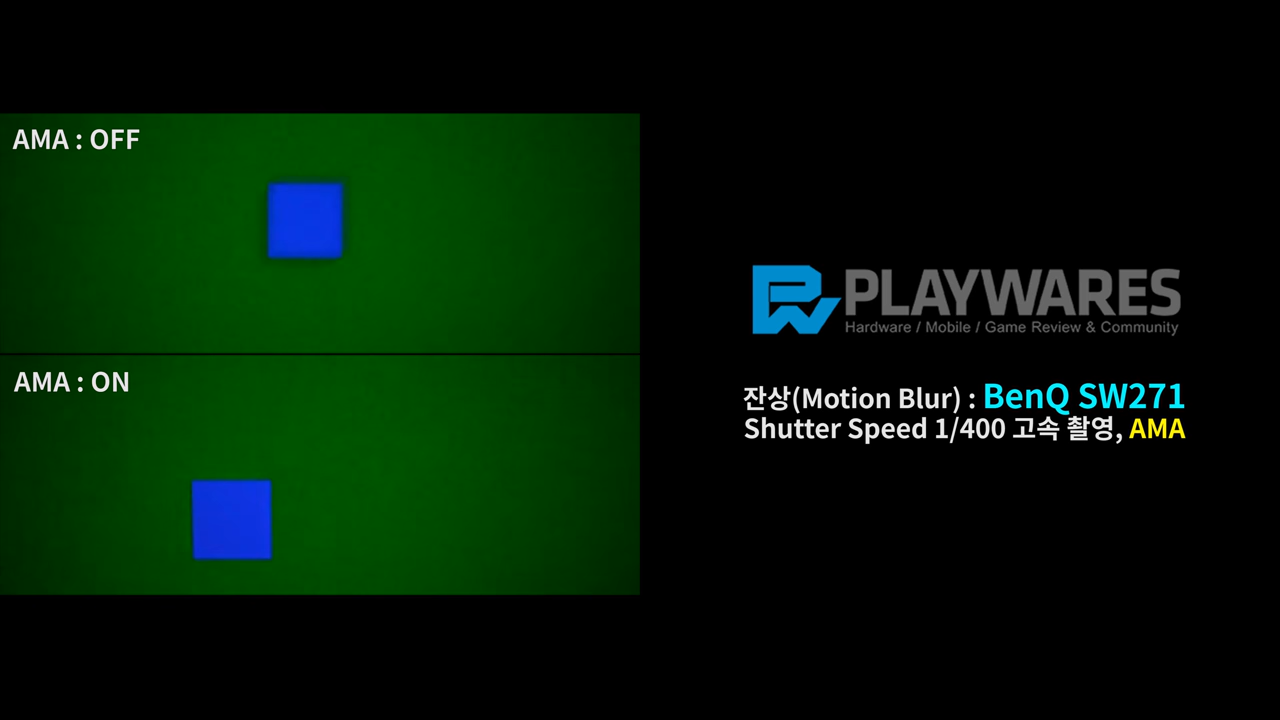 AMA : OFF
AMA : ON
PLAYWARES
Hardware / Mobile / Game Review & Community
잔상(Motion Blur) : BenQ SW271
Shutter Speed 1/400 고속 촬영, AMA